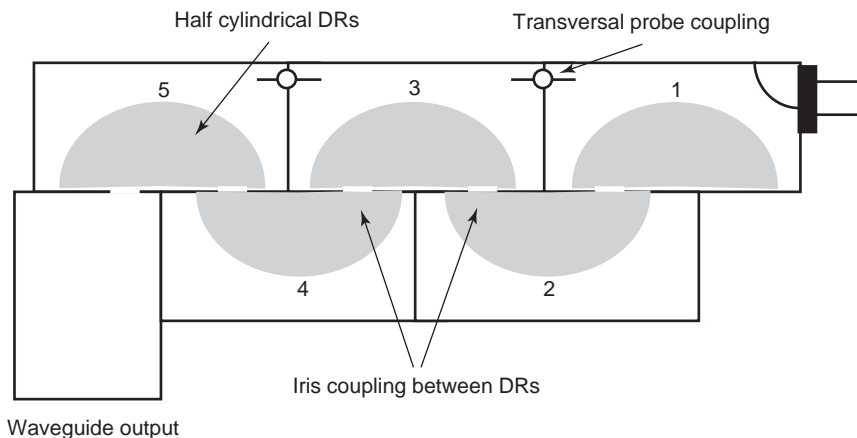 Half cylindrical DRs
Transversal probe coupling
5
3
1
4
2
Iris coupling between DRs
Waveguide output